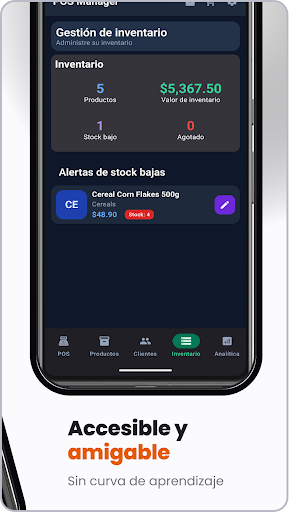 POS Manager
Gestión de inventario
Administre su inventario
Inventario
5
Productos
$5,367.50
Valor de inventario
1
Stock bajo
0
Agotado
Alertas de stock bajas
CE
Cereal Corn Flakes 500g
Cereals
$48.90
Stock: 4
POS
Productos
Clientes
Inventario
Analítica
Accesible y
amigable
Sin curva de aprendizaje